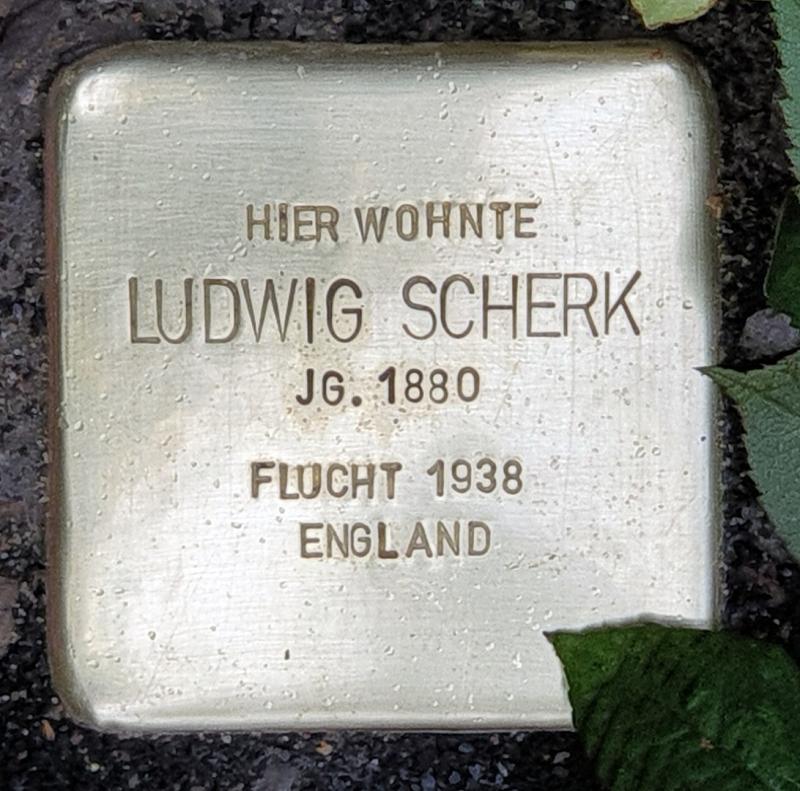 HIER WOHNTE
LUDWIG SCHERK
JG. 1880
FLUCHT 1938
ENGLAND